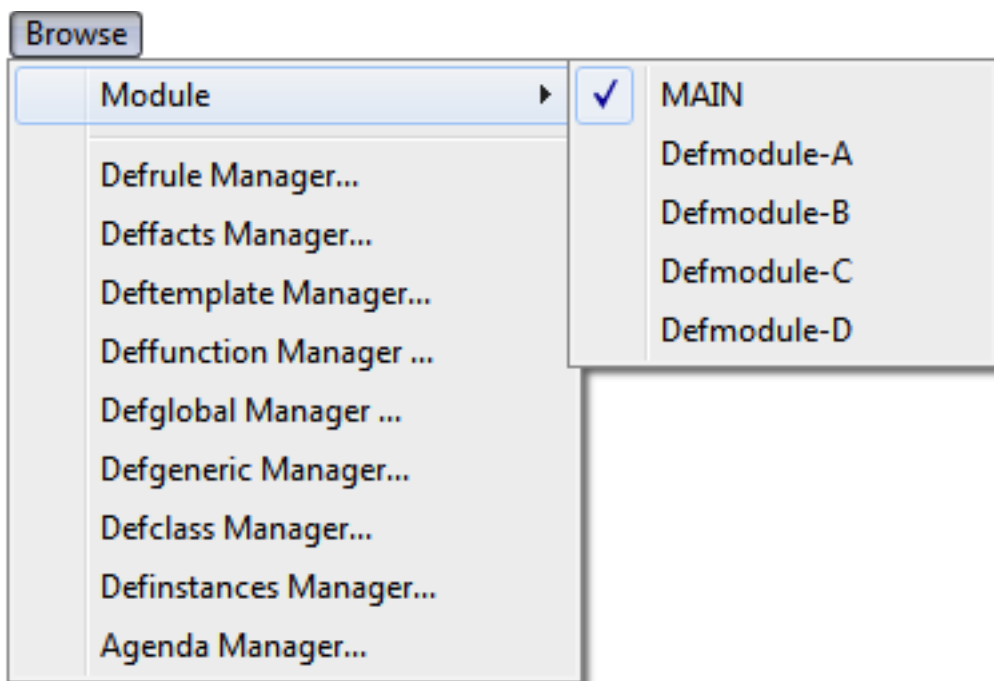 Browse
Module
MAIN
Defmodule-A
Defmodule-B
Defmodule-C
Defmodule-D
Defrule Manager...
Deffacts Manager...
Deftemplate Manager...
Deffunction Manager ...
Defglobal Manager ...
Defgeneric Manager...
Defclass Manager...
Definstances Manager...
Agenda Manager...